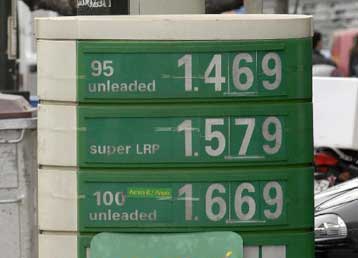 95
unleaded 1.469
super LRP 1.579
100
unleaded 1.669